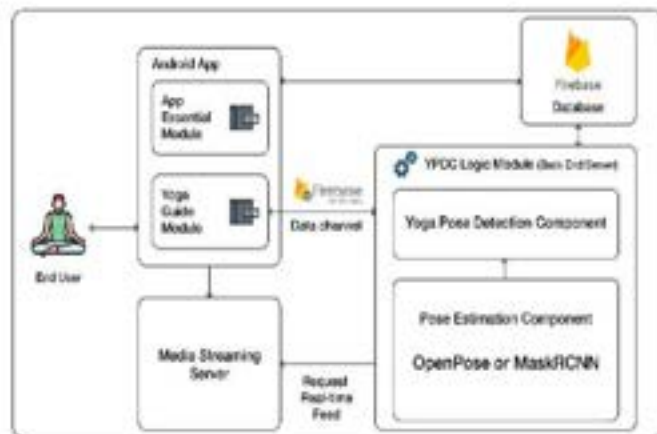 Android App
App
Essential
Module
Yoga
Guide
Module
End User
Firebase
Data channel
Firebase
Database
YPDC Logic Module (Back-End Server)
Yoga Pose Detection Component
Pose Estimation Component
OpenPose or MaskRCNN
Media Streaming
Server
Request
Real-time
Feed